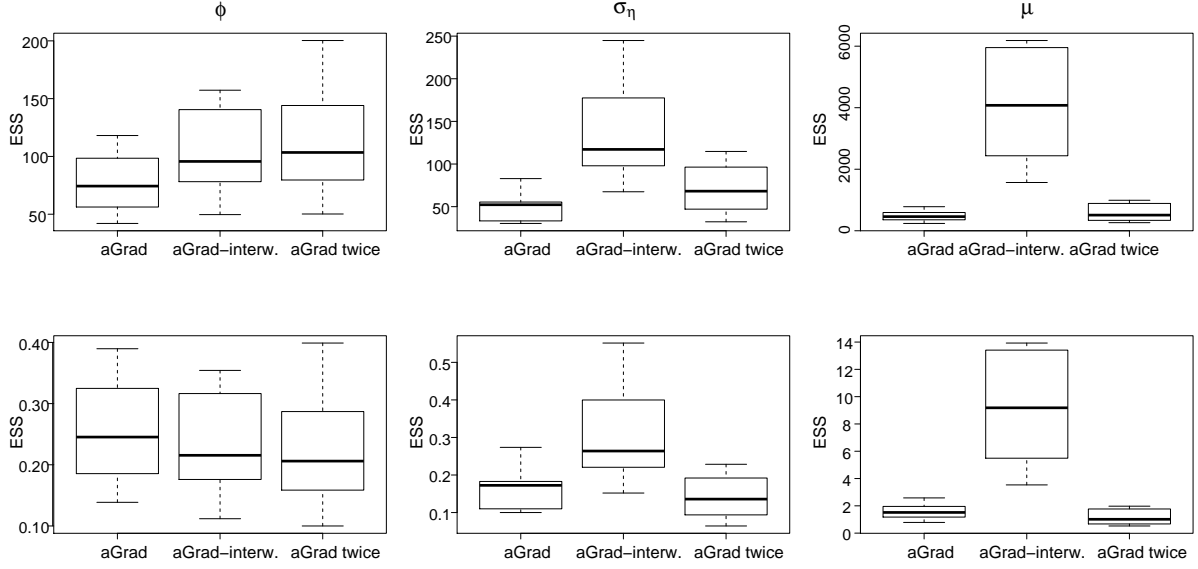 ϕ
σ_η
μ
ESS
200
150
100
50
aGrad aGrad−interw. aGrad twice
ESS
250
200
150
100
50
aGrad aGrad−interw. aGrad twice
ESS
6000
4000
2000
0
aGrad aGrad−interw. aGrad twice
ESS
0.40
0.30
0.20
0.10
aGrad aGrad−interw. aGrad twice
ESS
0.5
0.4
0.3
0.2
0.1
aGrad aGrad−interw. aGrad twice
ESS
14
12
10
8
6
4
2
0
aGrad aGrad−interw. aGrad twice